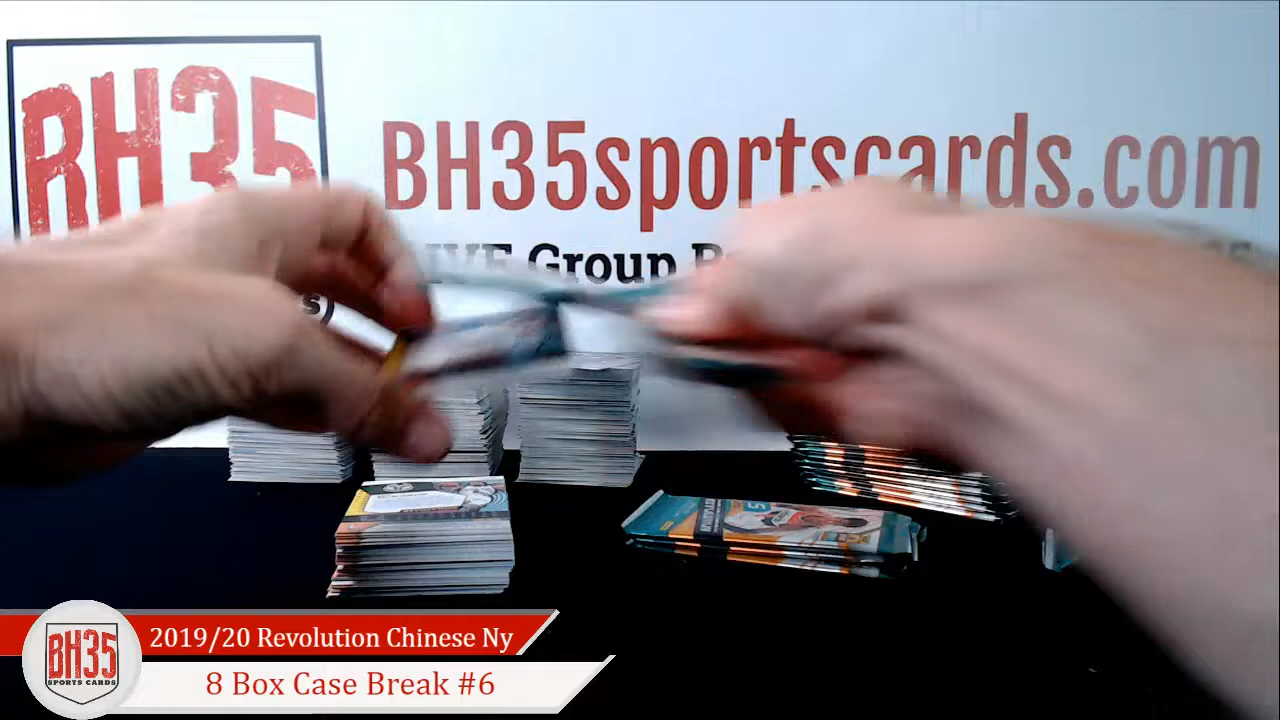 BH35
BH35sportscards.com
Group
s)
BH35
SPORTS CARDS
2019/20 Revolution Chinese Ny
8 Box Case Break #6